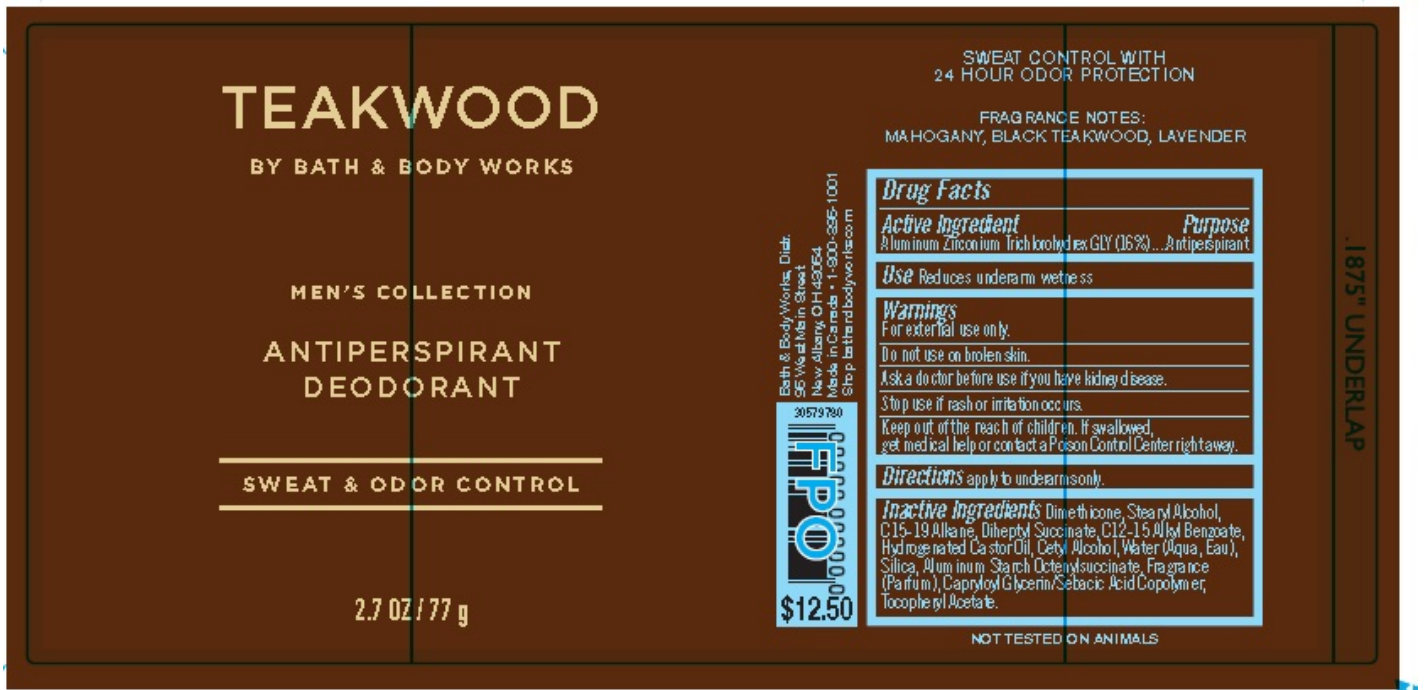 TEAKWOOD
BY BATH & BODY WORKS
MEN'S COLLECTION
ANTIPERSPIRANT
DEODORANT
SWEAT & ODOR CONTROL
2.7 OZ / 77 g
Bath & Body Works, Distr.
95 West Main Street
New Albany, OH 43054
Made in Canada • 1-800-395-1001
Shop bathandbodyworks.com
30579780
FPO
$12.50
SWEAT CONTROL WITH
24 HOUR ODOR PROTECTION
FRAGRANCE NOTES:
MAHOGANY, BLACK TEAKWOOD, LAVENDER
Drug Facts
Active Ingredient Purpose
Aluminum Zirconium Trichlorohydrex GLY (16%)...Antiperspirant
Use Reduces underarm wetness
Warnings
For external use only.
Do not use on broken skin.
Ask a doctor before use if you have kidney disease.
Stop use if rash or irritation occurs.
Keep out of the reach of children. If swallowed,
get medical help or contact a Poison Control Center right away.
Directions apply to underarms only.
Inactive Ingredients Dimethicone, Stearyl Alcohol,
C15-19 Alkane, Diheptyl Succinate, C12-15 Alkyl Benzoate,
Hydrogenated Castor Oil, Cetyl Alcohol, Water (Aqua, Eau),
Silica, Aluminum Starch Octenylsuccinate, Fragrance
(Parfum), Capryloyl Glycerin/Sebacic Acid Copolymer,
Tocopheryl Acetate.
NOT TESTED ON ANIMALS
.1875" UNDERLAP